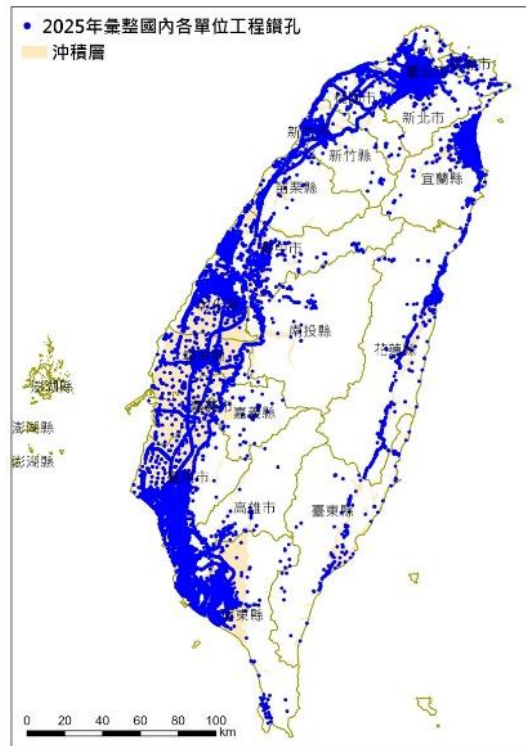 2025年彙整國內各單位工程鑽孔
沖積層
新北市
新竹縣
宜蘭縣
苗栗縣
南投縣
花蓮縣
澎湖縣
嘉義縣
澎湖縣
澎湖縣
高雄市
臺東縣
0 20 40 60 80 100
km